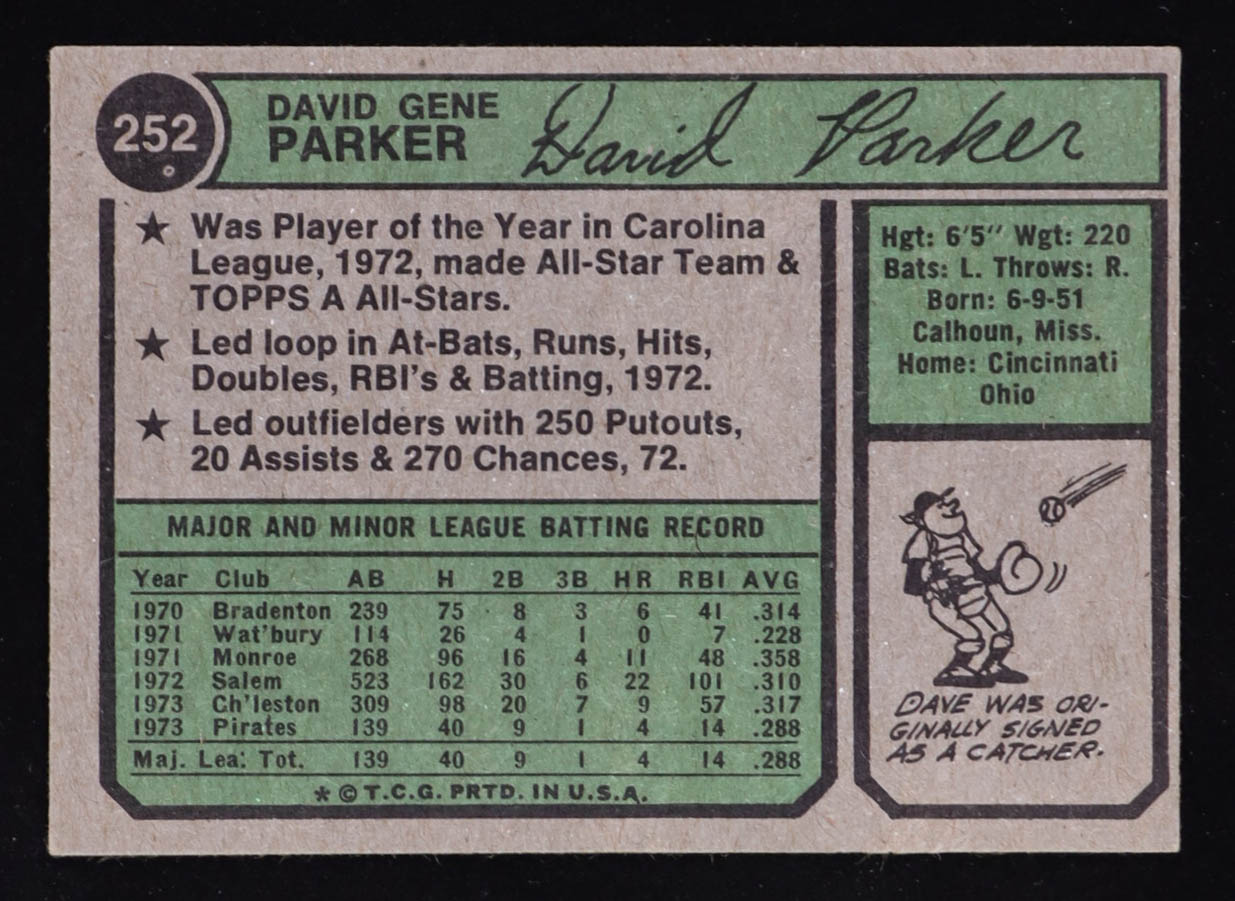 252
DAVID GENE
PARKER
David Parker
★ Was Player of the Year in Carolina
League, 1972, made All-Star Team &
TOPPS A All-Stars.
★ Led loop in At-Bats, Runs, Hits,
Doubles, RBI's & Batting, 1972.
★ Led outfielders with 250 Putouts,
20 Assists & 270 Chances, 72.
MAJOR AND MINOR LEAGUE BATTING RECORD
Year Club AB H 2B 3B HR RBI AVG
1970 Bradenton 239 75 8 3 6 41 .314
1971 Wat'bury 114 26 4 1 0 7 .228
1971 Monroe 268 96 16 4 11 48 .358
1972 Salem 523 162 30 6 22 101 .310
1973 Ch'leston 309 98 20 7 9 57 .317
1973 Pirates 139 40 9 1 4 14 .288
Maj. Lea. Tot. 139 40 9 1 4 14 .288
* © T.C.G. PRTD. IN U.S.A.
Hgt: 6'5" Wgt: 220
Bats: L. Throws: R.
Born: 6-9-51
Calhoun, Miss.
Home: Cincinnati
Ohio
DAVE WAS ORI-
GINALLY SIGNED
AS A CATCHER.